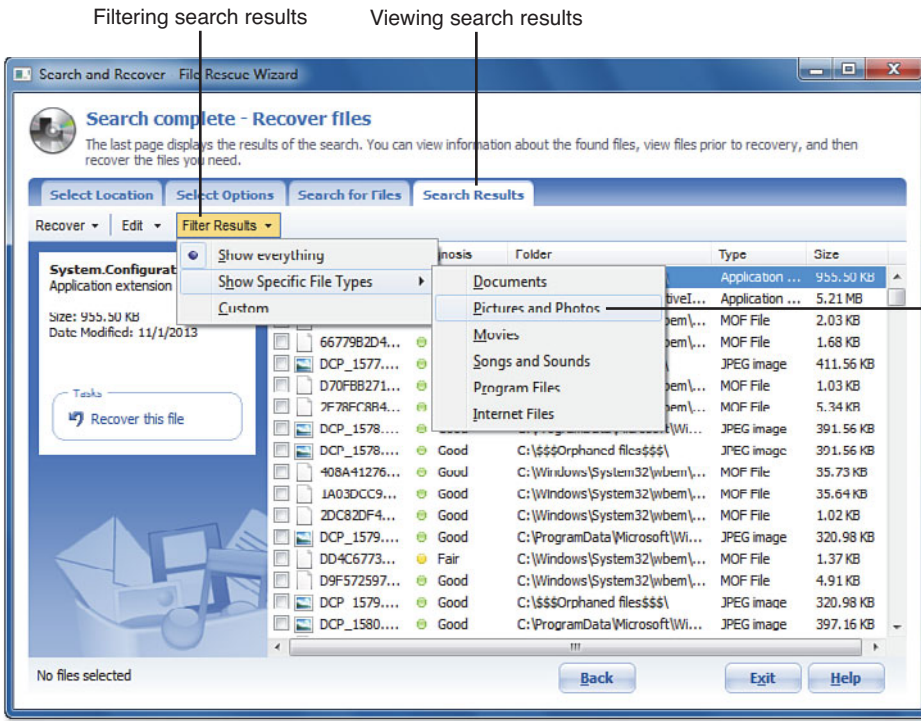 Filtering search results Viewing search results
Search and Recover File Rescue Wizard
Search complete - Recover files
The last page displays the results of the search. You can view information about the found files, view files prior to recovery, and then
recover the files you need.
Select Location Select Options Search for Files Search Results
Recover Edit Filter Results
Show everything
Show Specific File Types
Custom
Documents
Pictures and Photos
Movies
Songs and Sounds
Program Files
Internet Files
System.Configurat
Application extension
Size: 955.50 KB
Date Modified: 11/1/2013
Tasks
Recover this file
nosis Folder Type Size
Application ... 955.50 KB
tiveI... Application ... 5.21 MB
bem\... MOF File 2.03 KB
66779B2D4... bem\... MOF File 1.68 KB
DCP_1577.... \ JPEG image 411.56 KB
D70FBB271... bem\... MOF File 1.03 KB
2F78FC8B4... bem\... MOF File 5.34 KB
DCP_1578.... JPEG image 391.56 KB
DCP_1578.... Good C:\$$$Orphaned files$$$\ JPEG image 391.56 KB
408A41276... Good C:\Windows\System32\wbem\... MOF File 35.73 KB
1A03DCC9... Good C:\Windows\System32\wbem\... MOF File 35.64 KB
2DC82DF4... Good C:\Windows\System32\wbem\... MOF File 1.02 KB
DCP_1579.... Good C:\ProgramData\Microsoft\Wi... JPEG image 320.98 KB
DD4C6773... Fair C:\Windows\System32\wbem\... MOF File 1.37 KB
D9F572597... Good C:\Windows\System32\wbem\... MOF File 4.91 KB
DCP_1579.... Good C:\$$$Orphaned files$$$\ JPEG image 320.98 KB
DCP_1580.... Good C:\ProgramData\Microsoft\Wi... JPEG image 397.16 KB
No files selected Back Exit Help